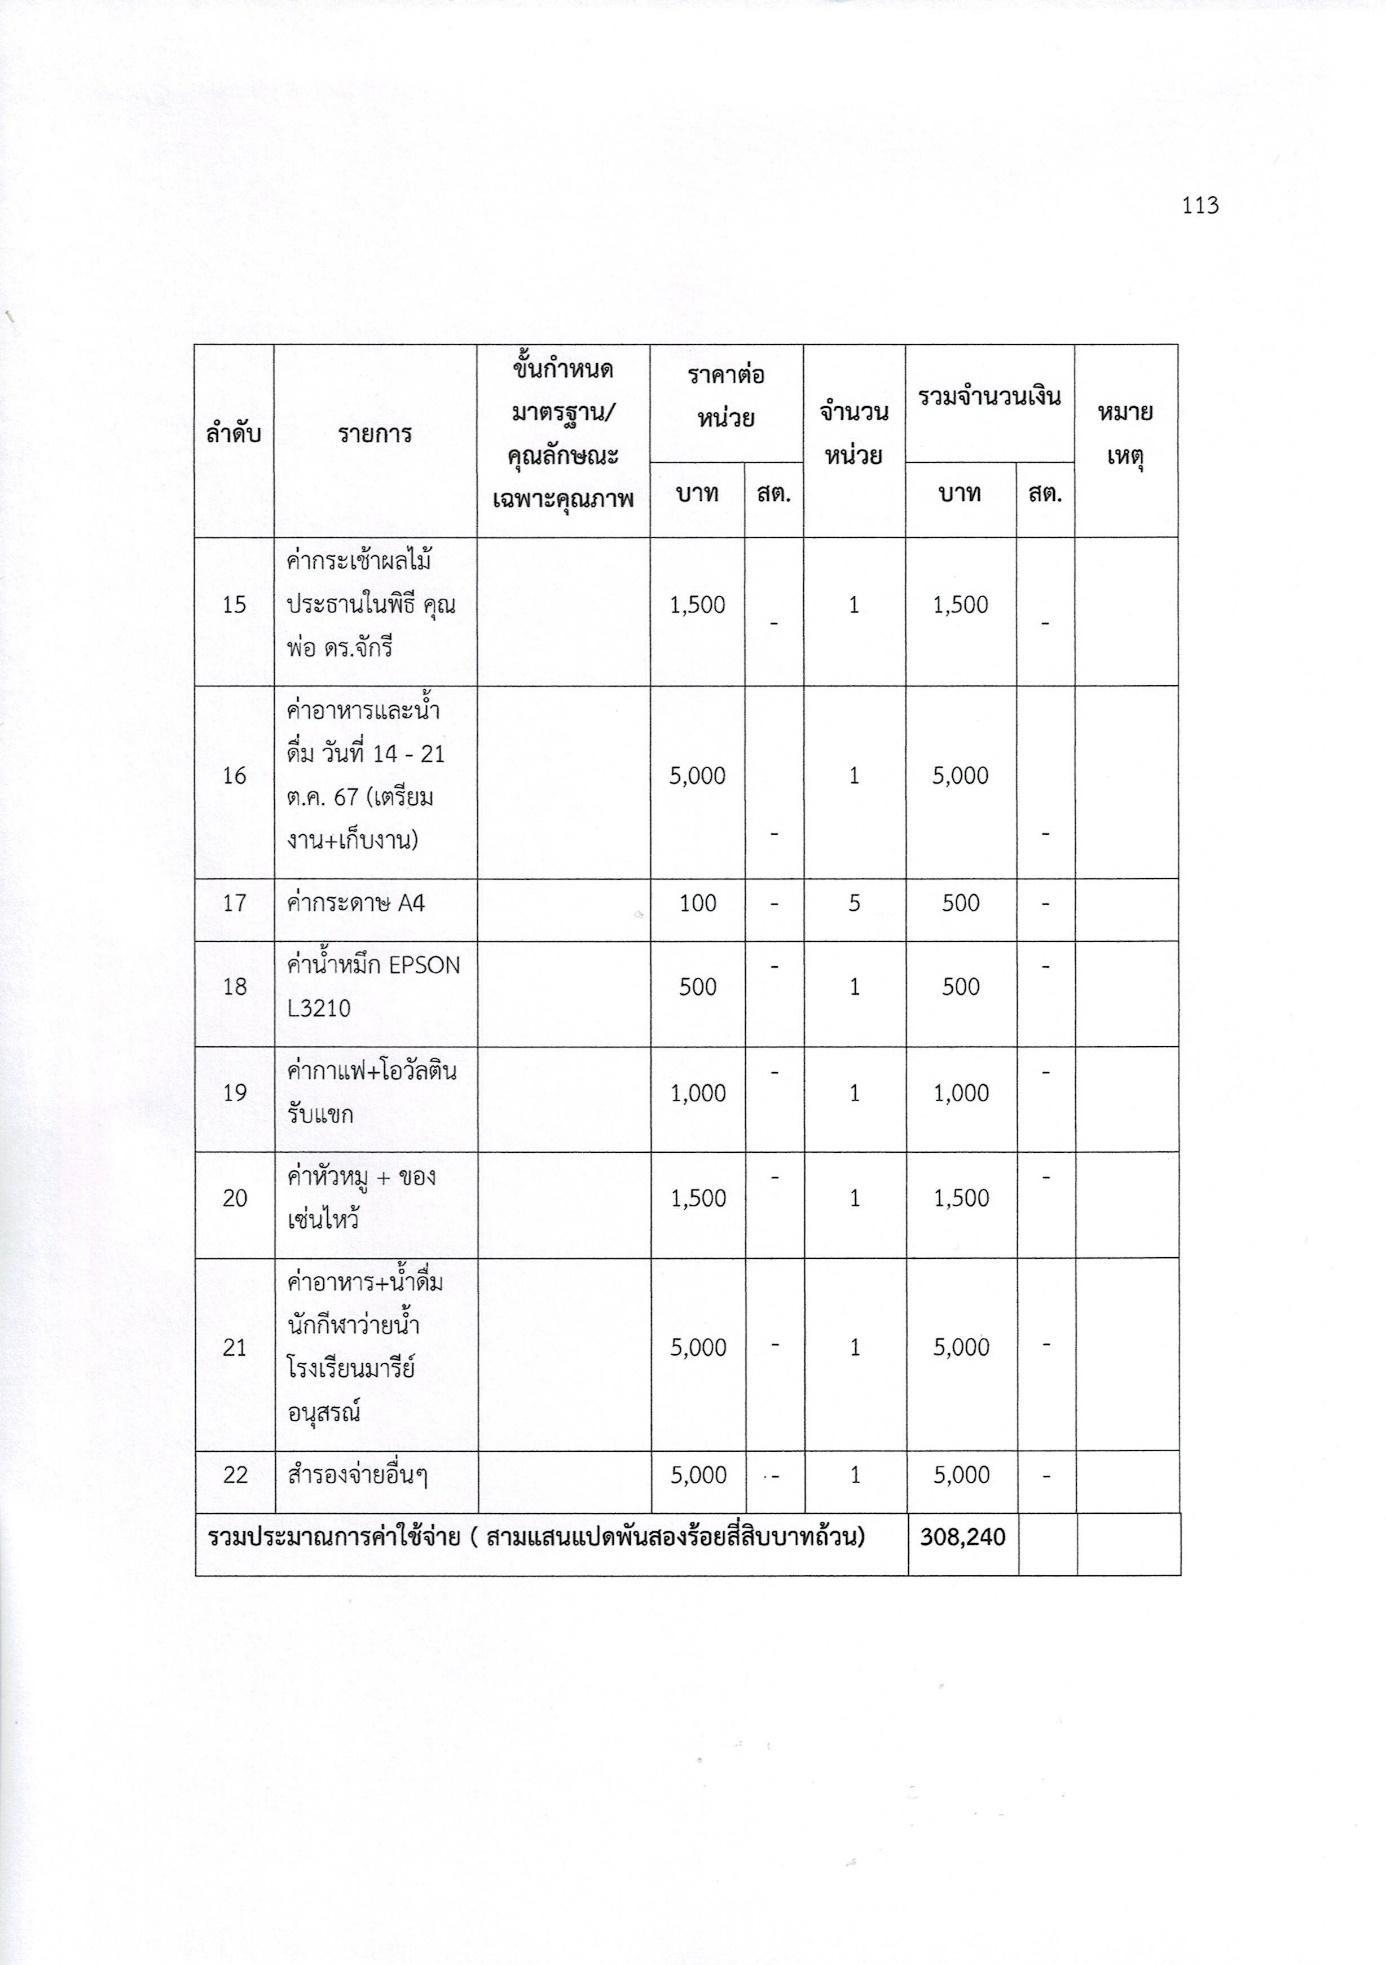 113
ลำดับ รายการ ขั้นกำหนด มาตรฐาน/ คุณลักษณะ เฉพาะคุณภาพ ราคาต่อ หน่วย จำนวน หน่วย รวมจำนวนเงิน หมาย เหตุ
บาท สต. บาท สต.
ค่ากระเช้าผลไม้
15 ประธานในพิธี คุณ 1,500 - 1 1,500 -
พ่อ ดร.จักรี
ค่าอาหารและน้ำ
ดื่ม วันที่ 14 - 21
16 5,000 - 1 5,000 -
ต.ค. 67 (เตรียม
งาน+เก็บงาน)
17 ค่ากระดาษ A4 100 - 5 500 -
ค่าน้ำหมึก EPSON
18 500 - 1 500 -
L3210
ค่ากาแฟ+โอวัลติน
19 1,000 - 1 1,000 -
รับแขก
ค่าหัวหมู + ของ
20 1,500 - 1 1,500 -
เซ่นไหว้
ค่าอาหาร+น้ำดื่ม
นักกีฬาว่ายน้ำ
21 5,000 - 1 5,000 -
โรงเรียนมารีย์
อนุสรณ์
22 สำรองจ่ายอื่นๆ 5,000 - 1 5,000 -
รวมประมาณการค่าใช้จ่าย ( สามแสนแปดพันสองร้อยสี่สิบบาทถ้วน) 308,240